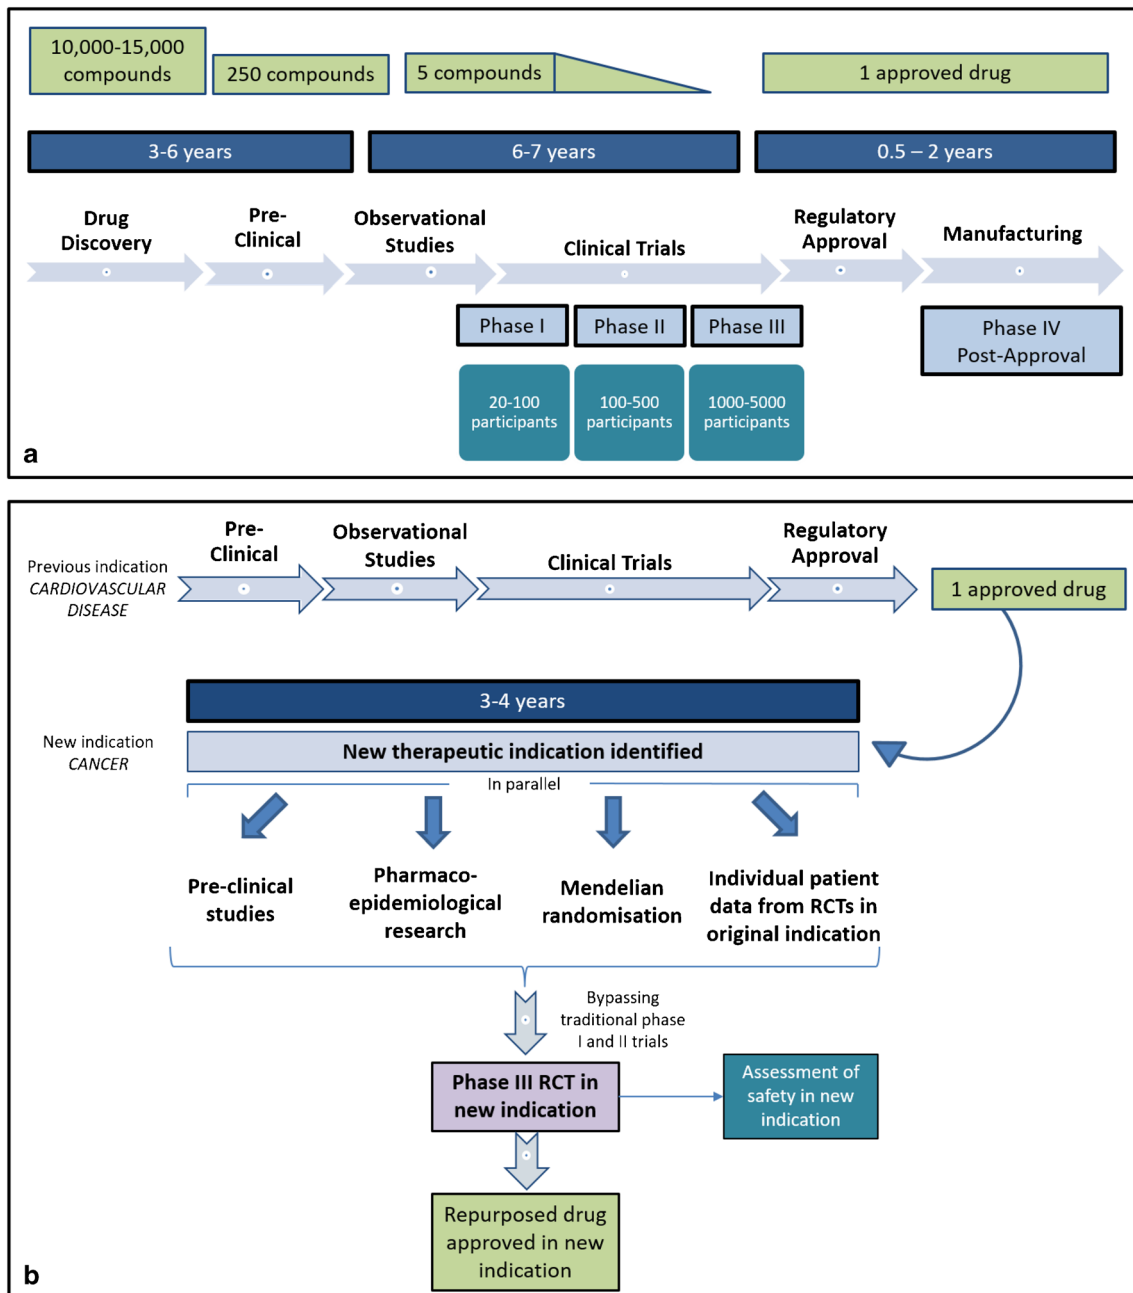 10,000-15,000
compounds
250 compounds
5 compounds
1 approved drug
3-6 years
6-7 years
0.5 – 2 years
Drug
Discovery
Pre-
Clinical
Observational
Studies
Clinical Trials
Regulatory
Approval
Manufacturing
Phase I
Phase II
Phase III
Phase IV
Post-Approval
20-100
participants
100-500
participants
1000-5000
participants
a
Previous indication
CARDIOVASCULAR
DISEASE
Pre-
Clinical
Observational
Studies
Clinical Trials
Regulatory
Approval
1 approved drug
3-4 years
New indication
CANCER
New therapeutic indication identified
In parallel
Pre-clinical
studies
Pharmaco-
epidemiological
research
Mendelian
randomisation
Individual patient
data from RCTs in
original indication
Bypassing
traditional phase
I and II trials
Phase III RCT in
new indication
Assessment of
safety in new
indication
Repurposed drug
approved in new
indication
b